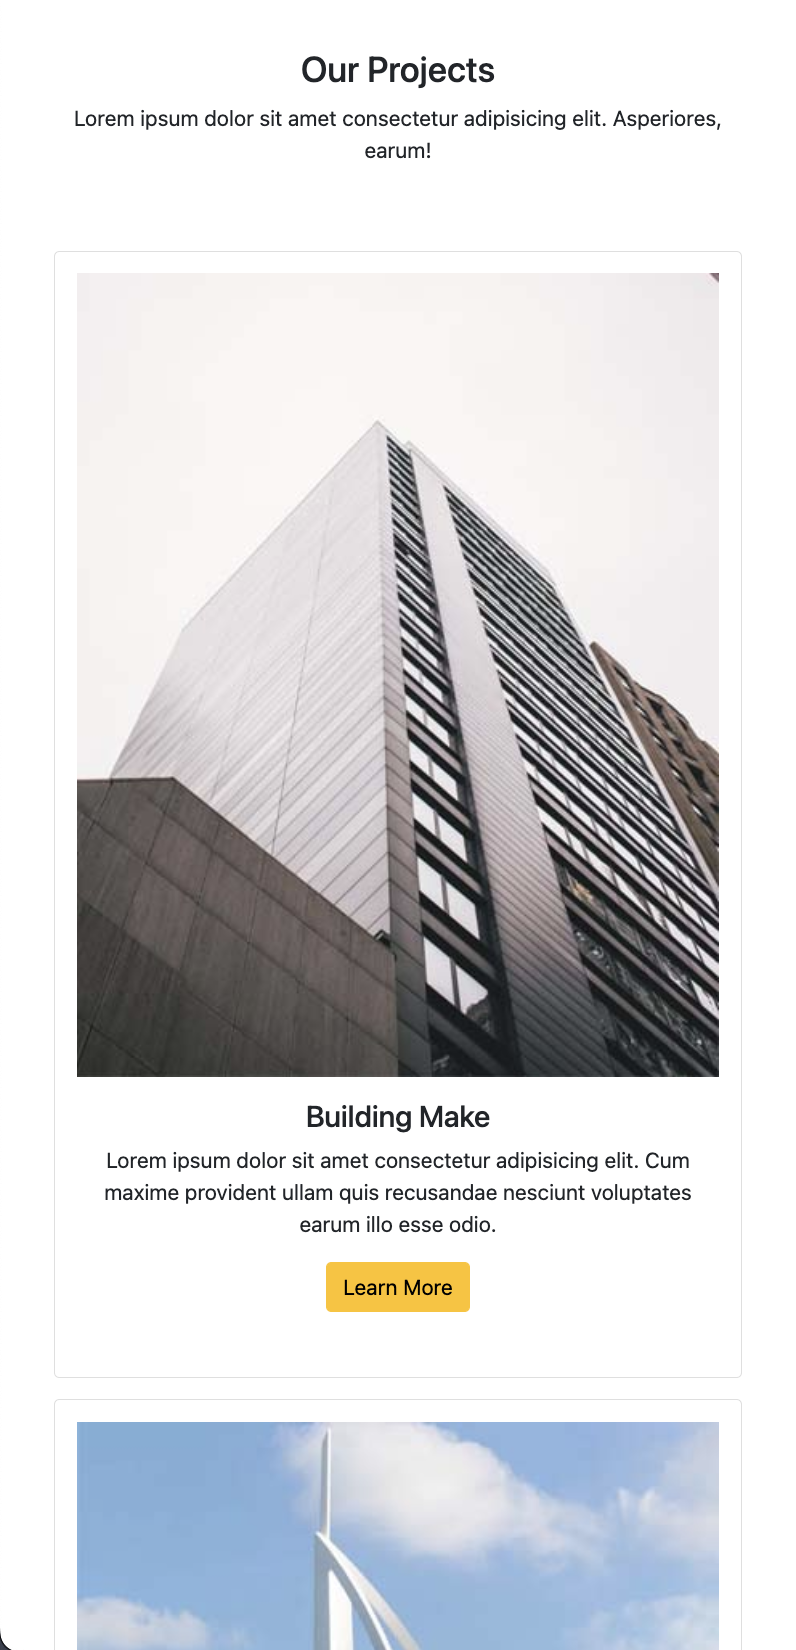 Our Projects
Lorem ipsum dolor sit amet consectetur adipisicing elit. Asperiores,
earum!
Building Make
Lorem ipsum dolor sit amet consectetur adipisicing elit. Cum
maxime provident ullam quis recusandae nesciunt voluptates
earum illo esse odio.
Learn More